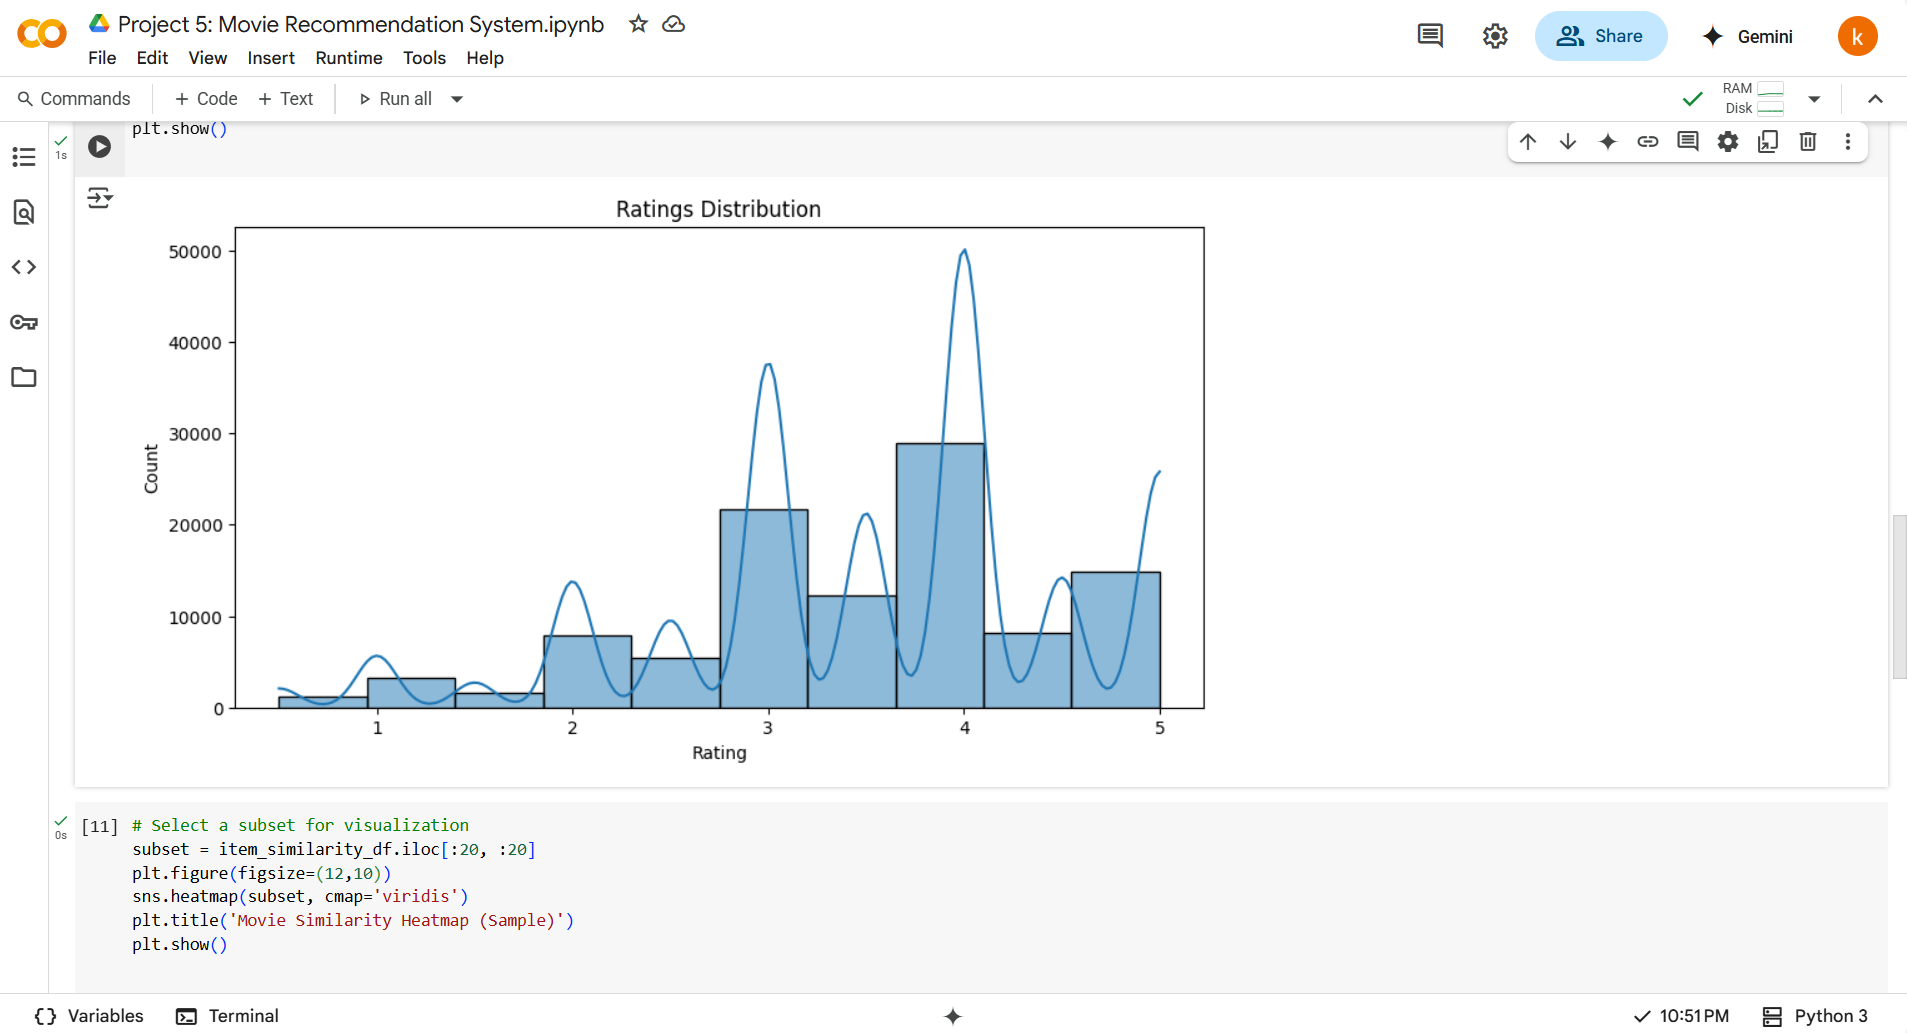 Project 5: Movie Recommendation System.ipynb
File Edit View Insert Runtime Tools Help
Share
Gemini
k
Commands + Code + Text Run all
RAM
Disk
1s
plt.show()
Ratings Distribution
50000
40000
30000
20000
10000
0
Count
1 2 3 4 5
Rating
0s
[11] # Select a subset for visualization
subset = item_similarity_df.iloc[:20, :20]
plt.figure(figsize=(12,10))
sns.heatmap(subset, cmap='viridis')
plt.title('Movie Similarity Heatmap (Sample)')
plt.show()
{} Variables Terminal
10:51 PM Python 3